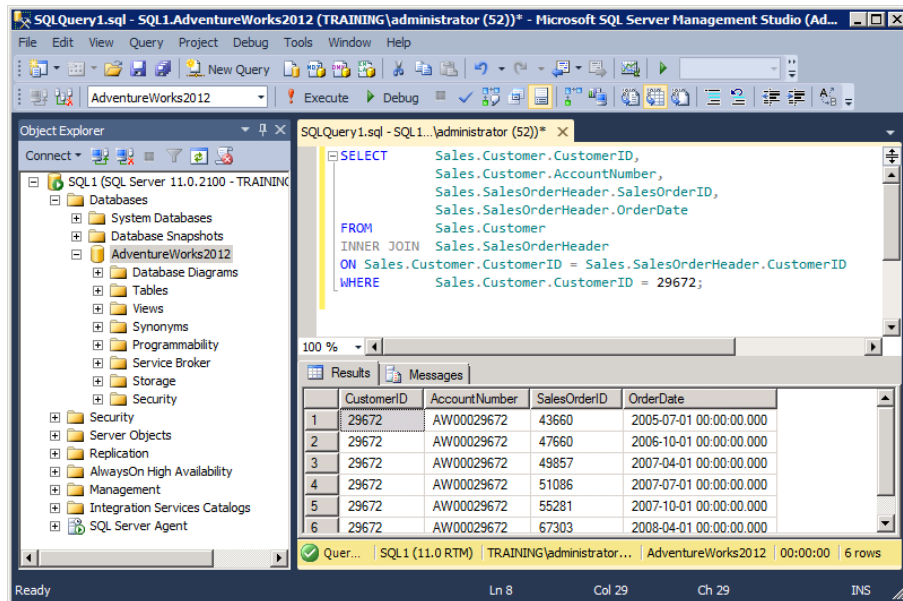 SQLQuery1.sql - SQL1.AdventureWorks2012 (TRAINING\administrator (52))* - Microsoft SQL Server Management Studio (Ad...
File Edit View Query Project Debug Tools Window Help
New Query
AdventureWorks2012 Execute Debug
Object Explorer
Connect
SQL1 (SQL Server 11.0.2100 - TRAINING
Databases
System Databases
Database Snapshots
AdventureWorks2012
Database Diagrams
Tables
Views
Synonyms
Programmability
Service Broker
Storage
Security
Security
Server Objects
Replication
AlwaysOn High Availability
Management
Integration Services Catalogs
SQL Server Agent
SQLQuery1.sql - SQL1...\administrator (52))*
SELECT Sales.Customer.CustomerID,
Sales.Customer.AccountNumber,
Sales.SalesOrderHeader.SalesOrderID,
Sales.SalesOrderHeader.OrderDate
FROM Sales.Customer
INNER JOIN Sales.SalesOrderHeader
ON Sales.Customer.CustomerID = Sales.SalesOrderHeader.CustomerID
WHERE Sales.Customer.CustomerID = 29672;
100 %
Results Messages
CustomerID AccountNumber SalesOrderID OrderDate
1 29672 AW00029672 43660 2005-07-01 00:00:00.000
2 29672 AW00029672 47660 2006-10-01 00:00:00.000
3 29672 AW00029672 49857 2007-04-01 00:00:00.000
4 29672 AW00029672 51086 2007-07-01 00:00:00.000
5 29672 AW00029672 55281 2007-10-01 00:00:00.000
6 29672 AW00029672 67303 2008-04-01 00:00:00.000
Quer... SQL1 (11.0 RTM) TRAINING\administrator... AdventureWorks2012 00:00:00 6 rows
Ready Ln 8 Col 29 Ch 29 INS